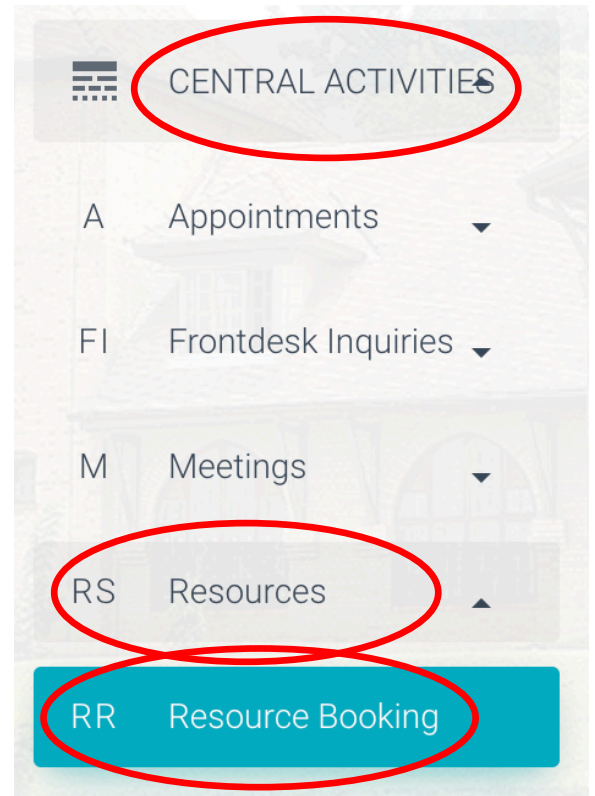 CENTRAL ACTIVITIES
A Appointments
FI Frontdesk Inquiries
M Meetings
RS Resources
RR Resource Booking